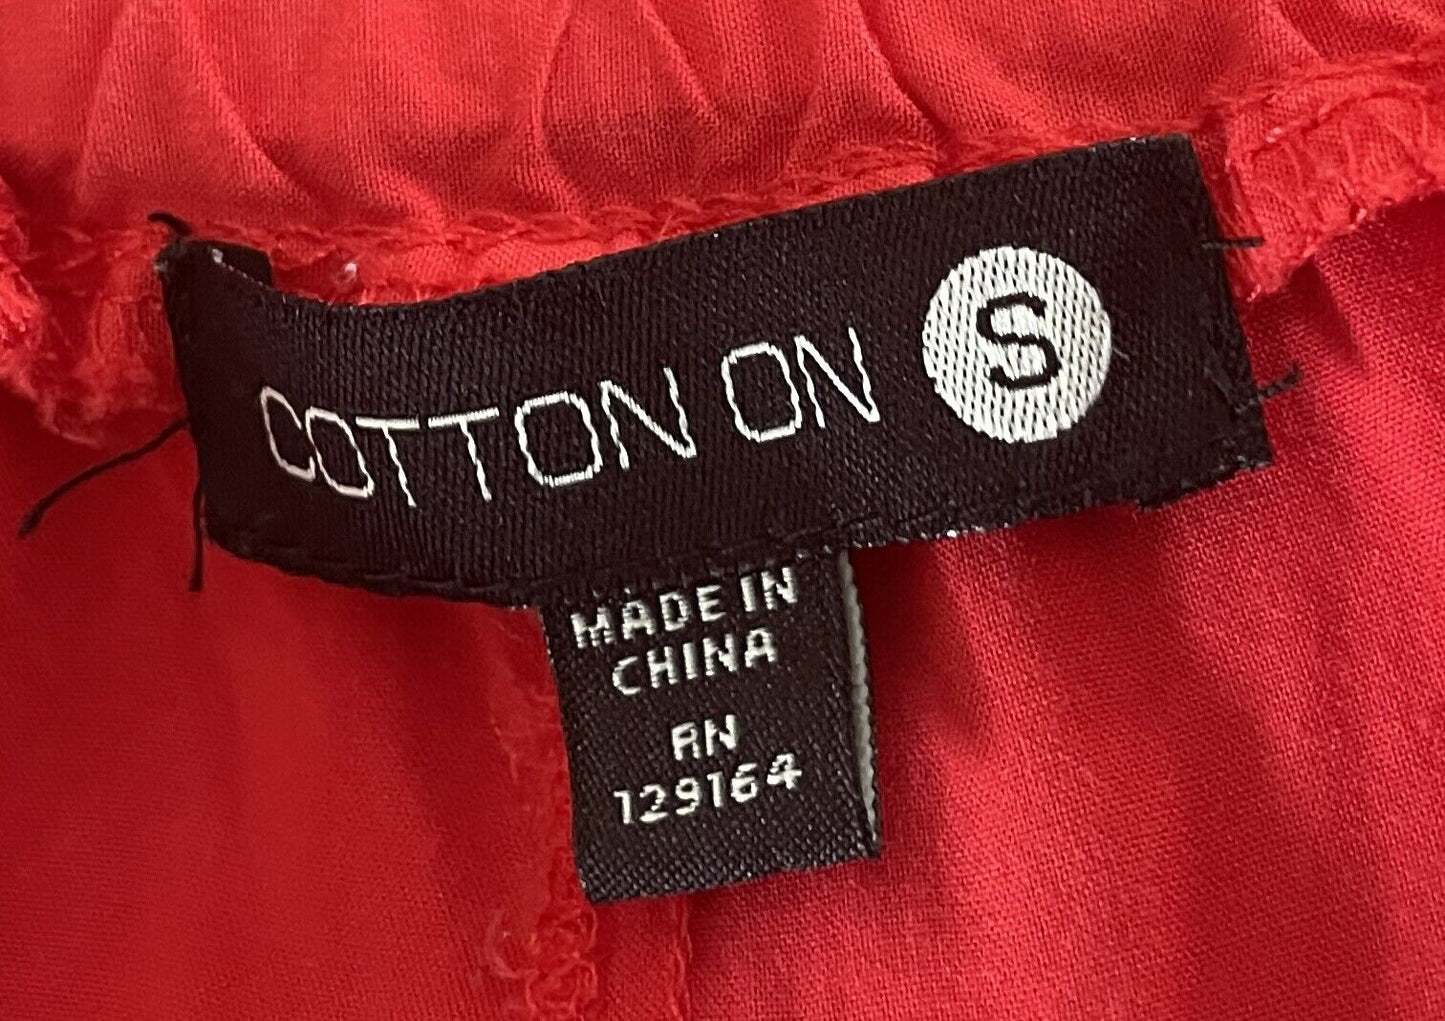 COTTON ON S
MADE IN
CHINA
RN
129164